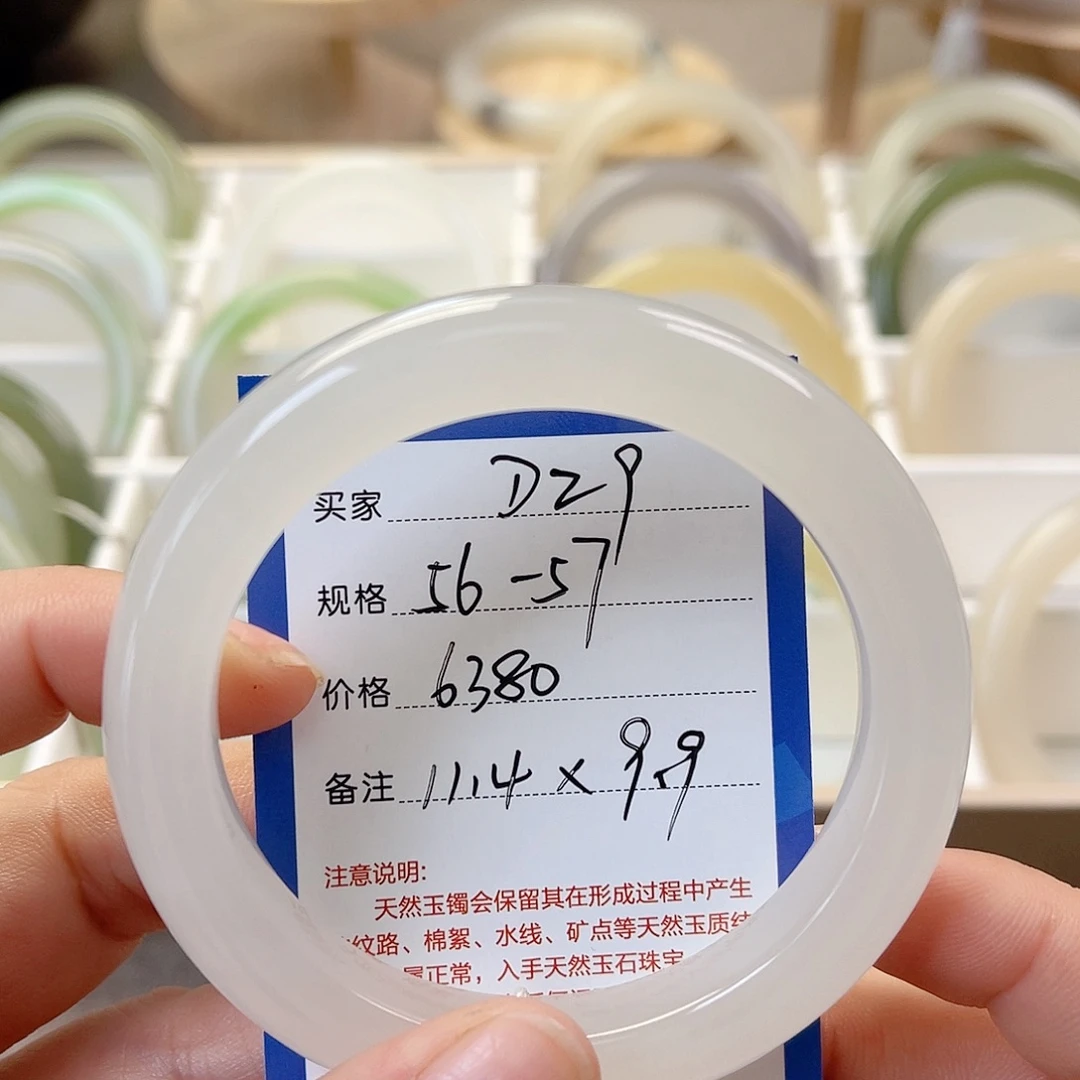 买家 D29
规格 56-57
价格 6380
备注 11.4 x 9.9
注意说明:
天然玉镯会保留其在形成过程中产生
纹路、棉絮、水线、矿点等天然玉质结
属正常，入手天然玉石珠宝